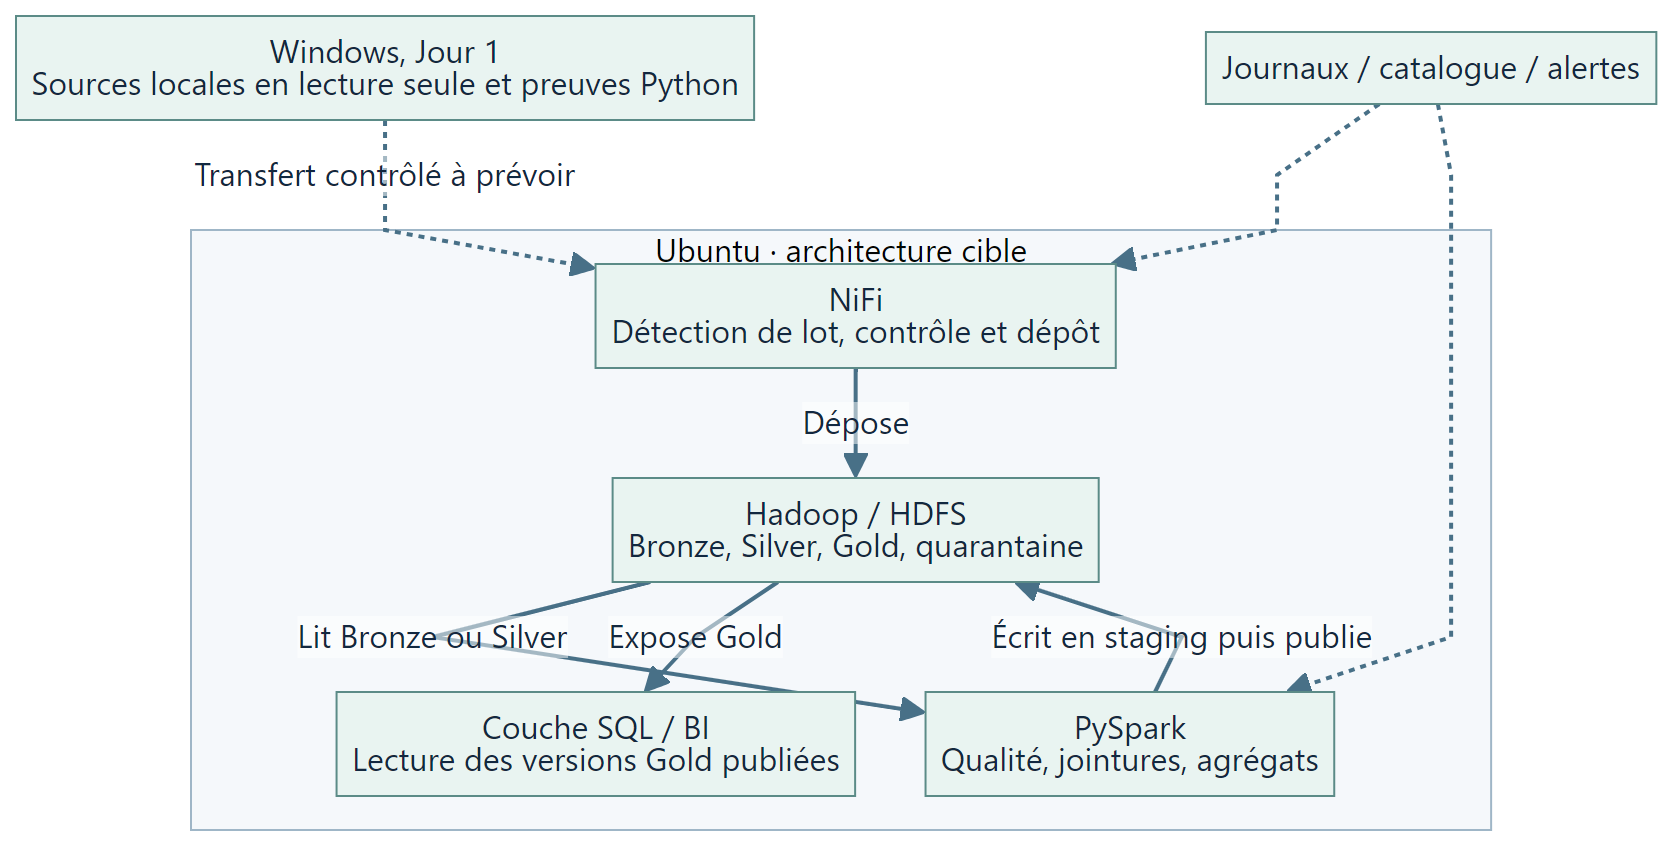 Windows, Jour 1
Sources locales en lecture seule et preuves Python
Journaux / catalogue / alertes
Transfert contrôlé à prévoir
Ubuntu · architecture cible
NiFi
Détection de lot, contrôle et dépôt
Dépose
Hadoop / HDFS
Bronze, Silver, Gold, quarantaine
Lit Bronze ou Silver
Expose Gold
Écrit en staging puis publie
Couche SQL / BI
Lecture des versions Gold publiées
PySpark
Qualité, jointures, agrégats